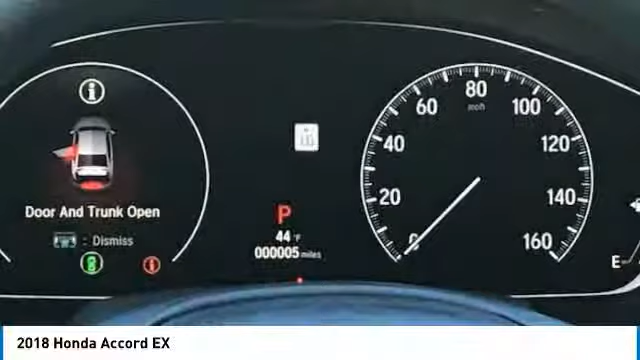 80
60
100
mph
40
120
Door And Trunk Open
20
140
P
: Dismiss
44 °F
0
160
000005 miles
E
2018 Honda Accord EX